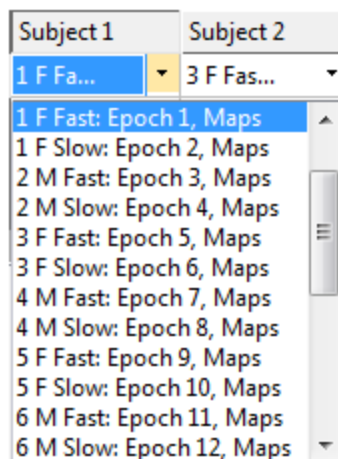 Subject 1 Subject 2
1 F Fa... 3 F Fas...
1 F Fast: Epoch 1, Maps
1 F Slow: Epoch 2, Maps
2 M Fast: Epoch 3, Maps
2 M Slow: Epoch 4, Maps
3 F Fast: Epoch 5, Maps
3 F Slow: Epoch 6, Maps
4 M Fast: Epoch 7, Maps
4 M Slow: Epoch 8, Maps
5 F Fast: Epoch 9, Maps
5 F Slow: Epoch 10, Maps
6 M Fast: Epoch 11, Maps
6 M Slow: Epoch 12, Maps